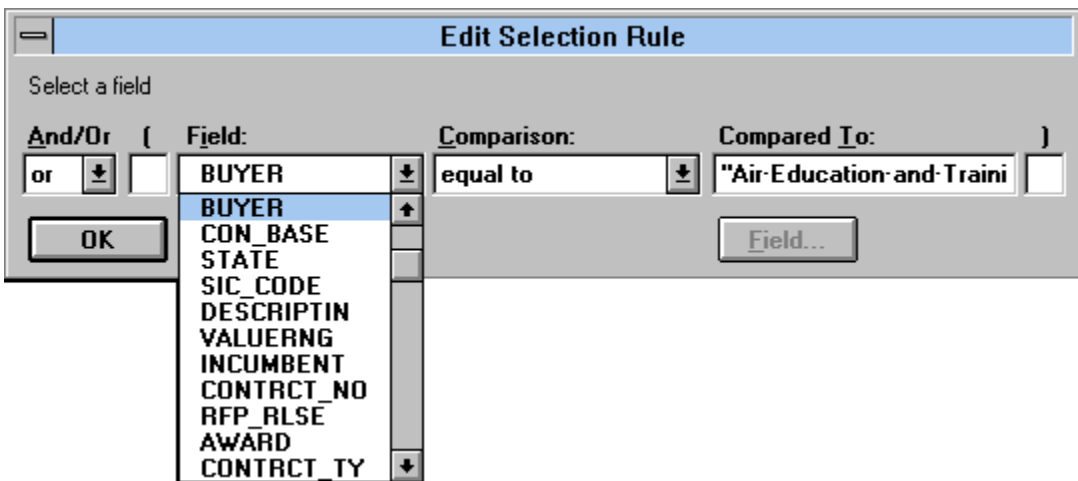 Edit Selection Rule
Select a field
And/Or ( Field: Comparison: Compared To: )
or BUYER equal to "Air-Education-and-Traini
BUYER
CON_BASE
OK Field...
STATE
SIC_CODE
DESCRIPTIN
VALUERNG
INCUMBENT
CONTRCT_NO
RFP_RLSE
AWARD
CONTRCT_TY